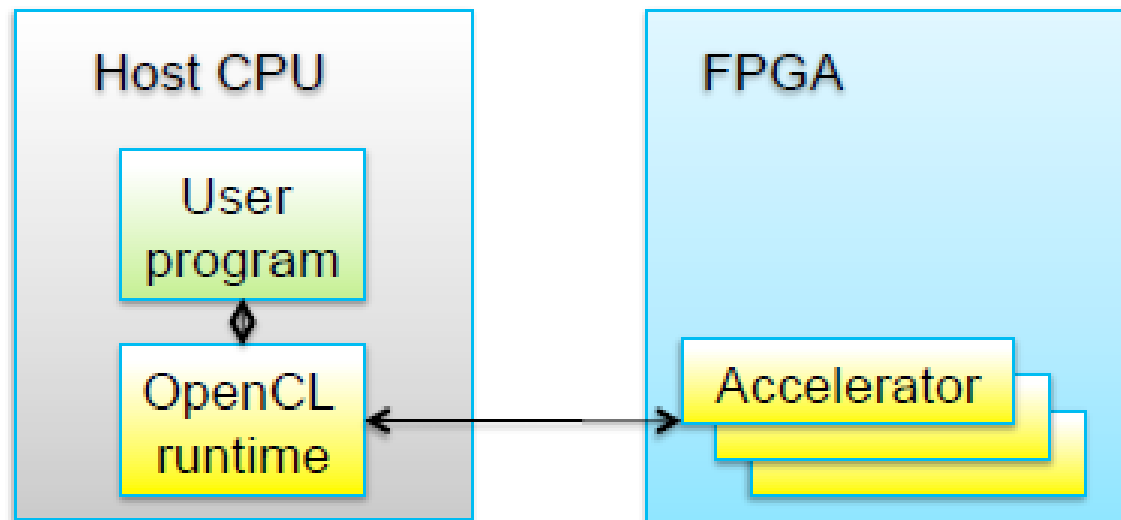 Host CPU
User
program
OpenCL
runtime
FPGA
Accelerator